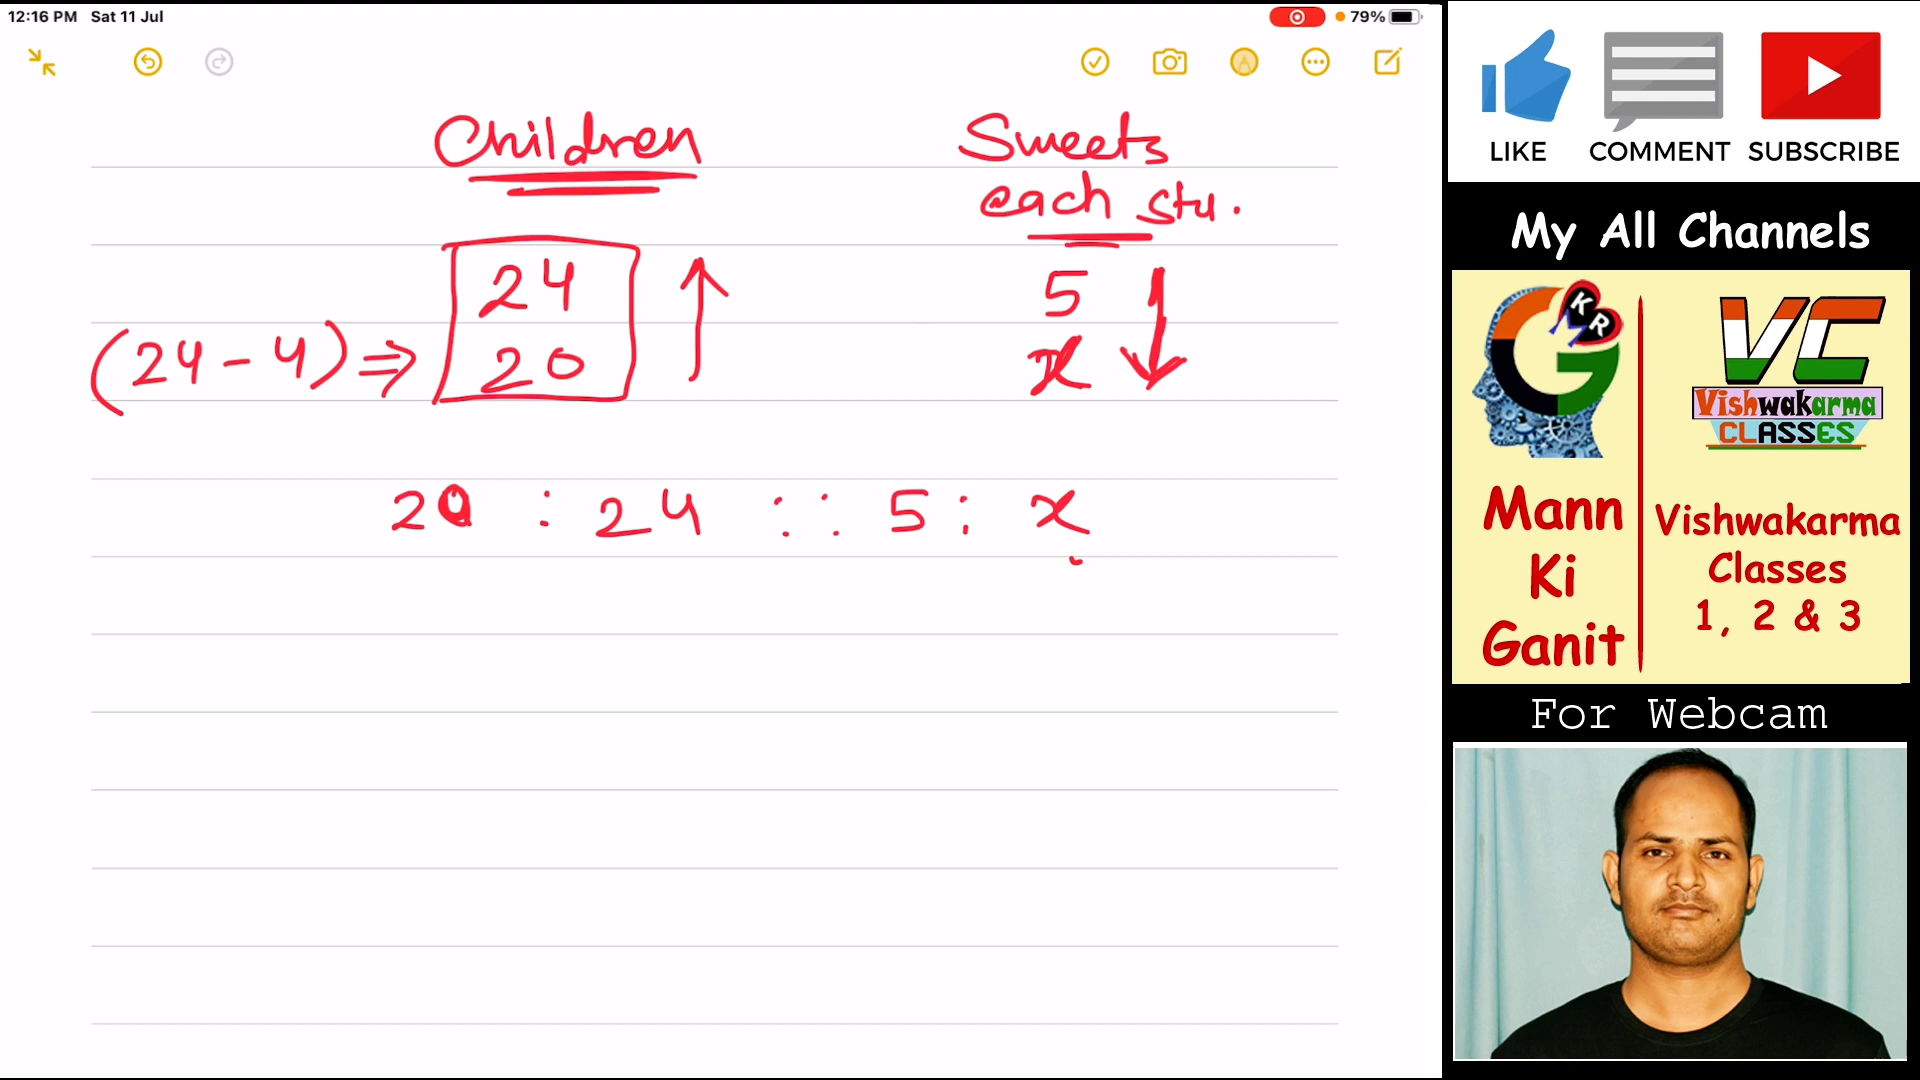 12:16 PM Sat 11 Jul
79%
Children
Sweets
each stu.
24
5
(24-4) ⇒ 20
x
20 : 24 :: 5 : x
LIKE COMMENT SUBSCRIBE
My All Channels
KR
G
VC
Vishwakarma
CLASSES
Mann
Ki
Ganit
Vishwakarma
Classes
1, 2 & 3
For Webcam